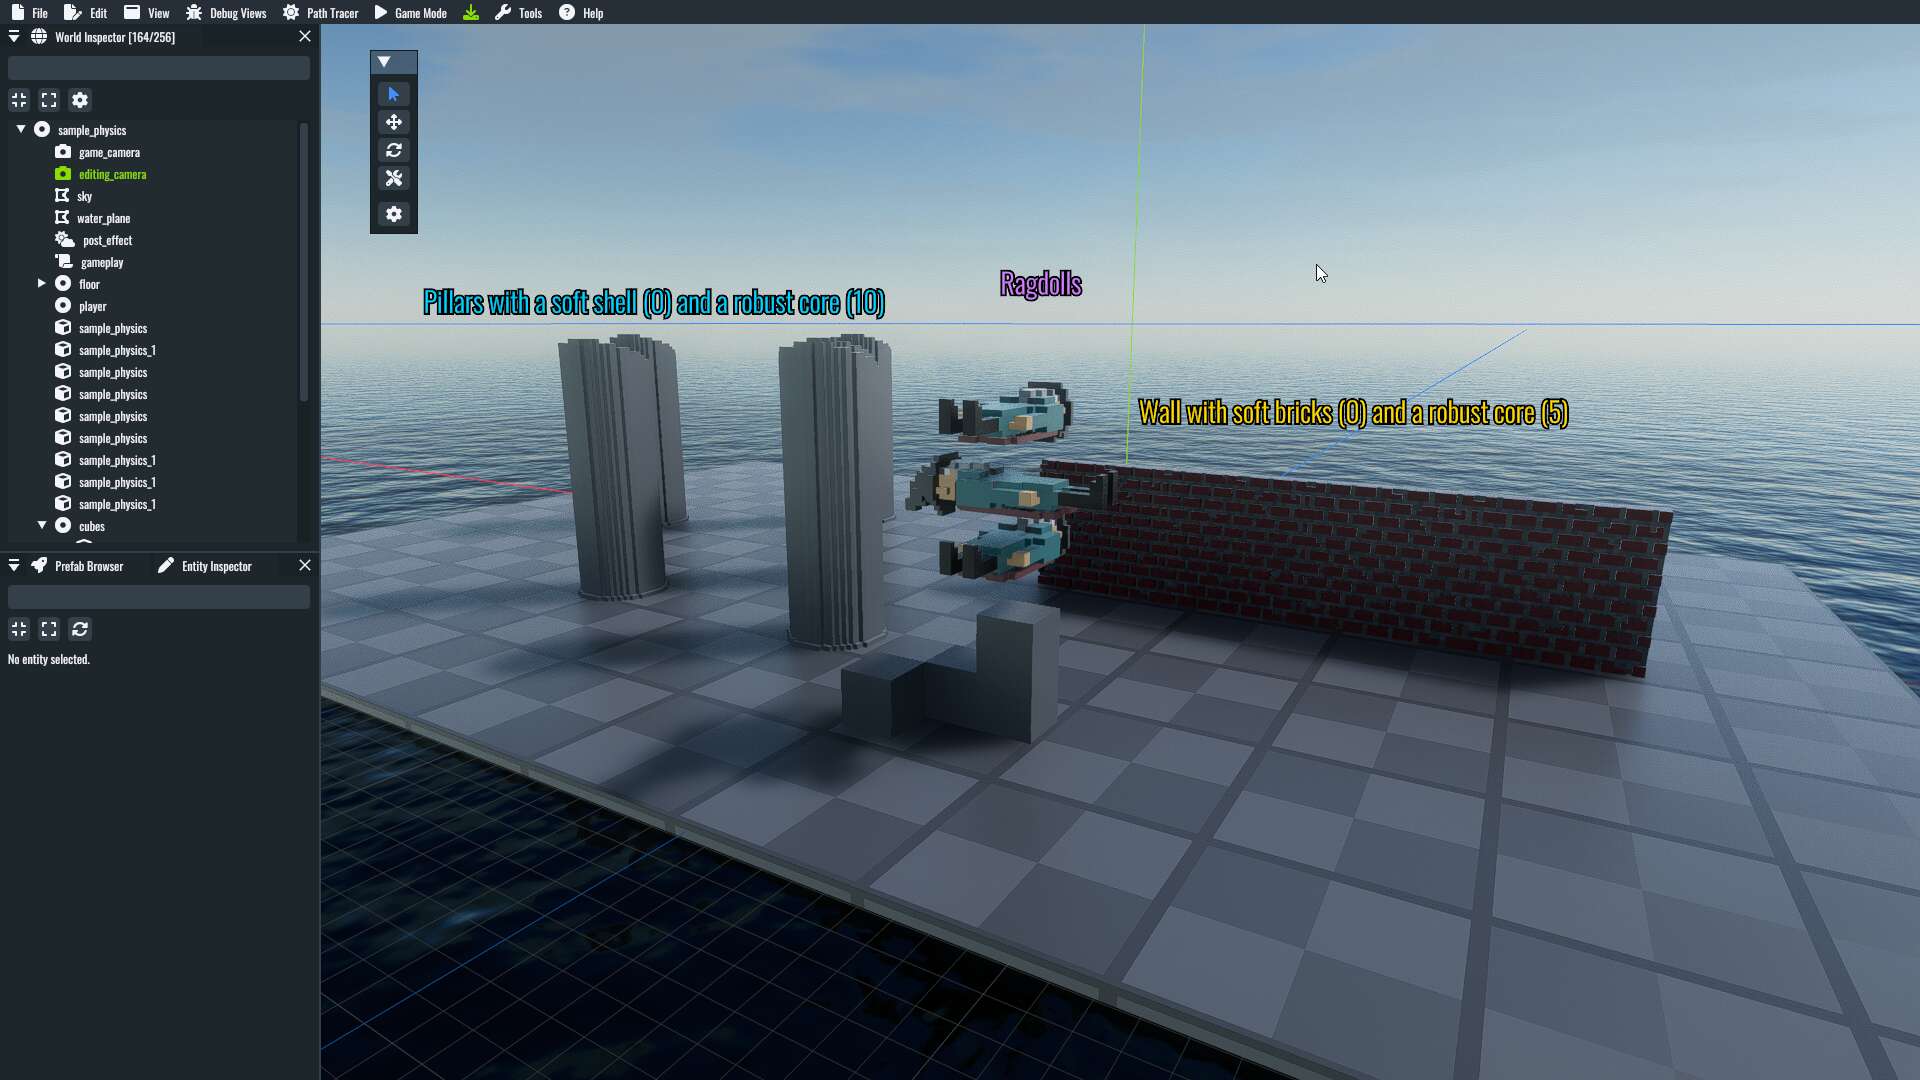 File Edit View Debug Views Path Tracer Game Mode Tools Help
World Inspector [164/256]
sample_physics
game_camera
editing_camera
sky
water_plane
post_effect
gameplay
floor
player
sample_physics
sample_physics_1
sample_physics
sample_physics
sample_physics
sample_physics
sample_physics_1
sample_physics_1
sample_physics_1
cubes
Prefab Browser Entity Inspector
No entity selected.
Ragdolls
Pillars with a soft shell (0) and a robust core (10)
Wall with soft bricks (0) and a robust core (5)